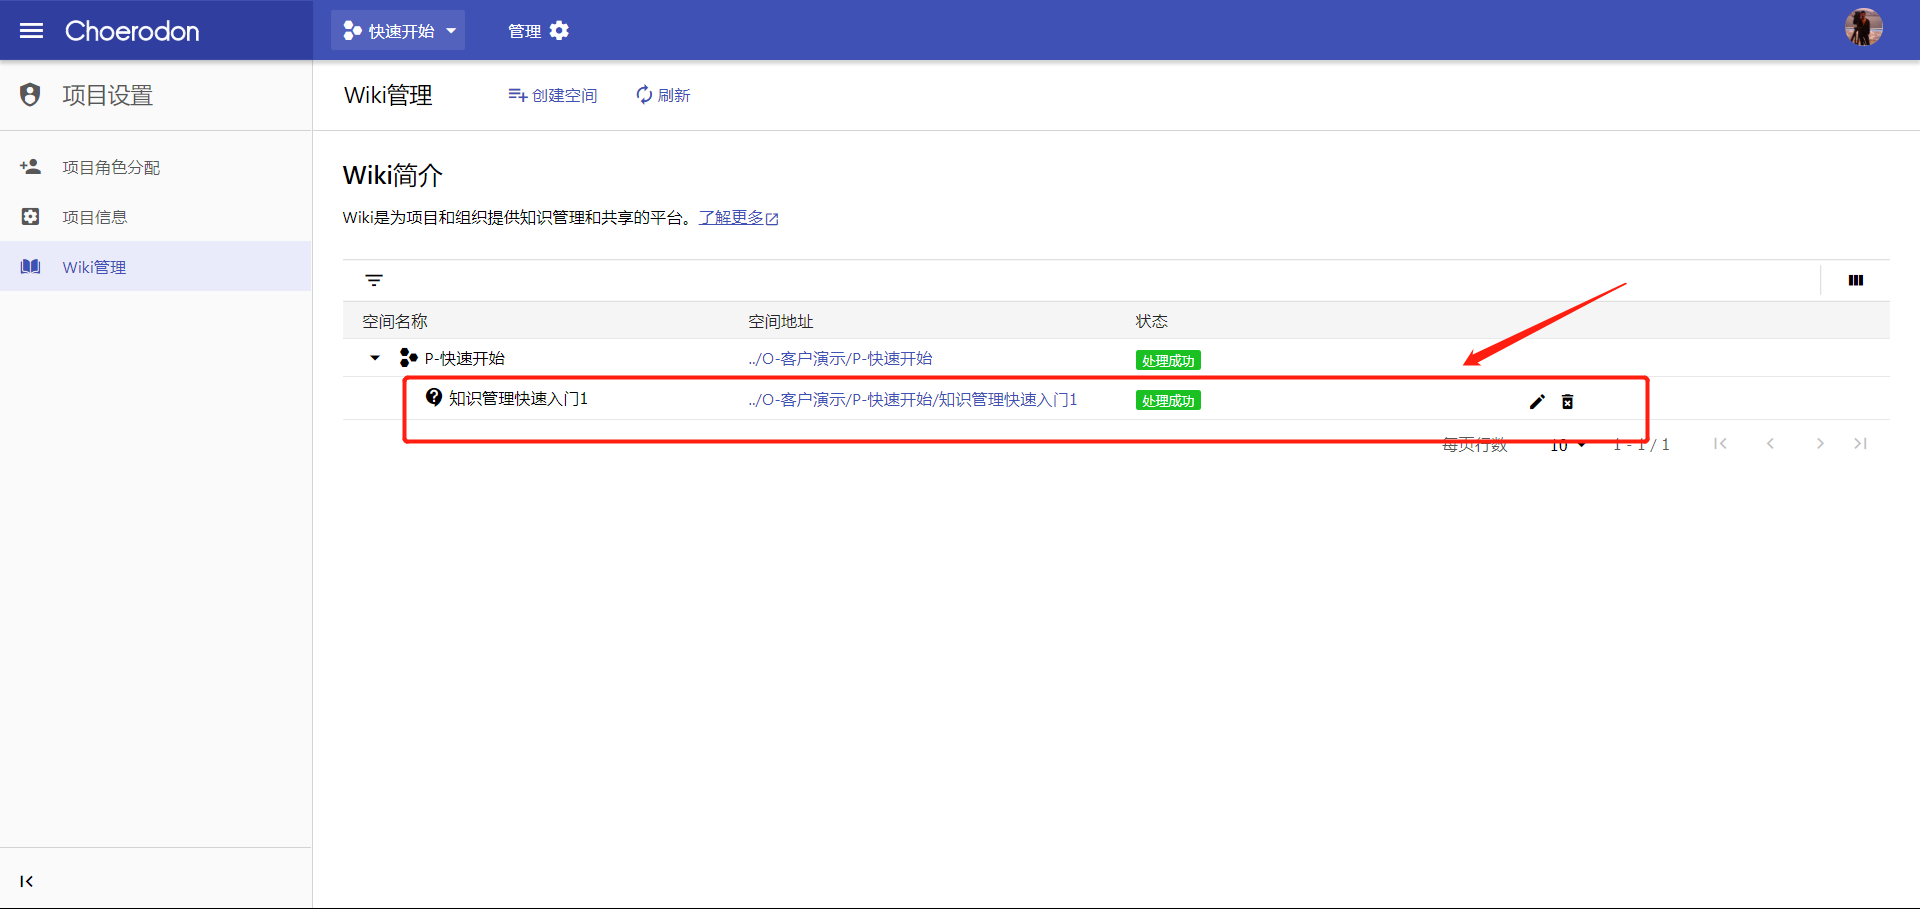 Choerodon
快速开始
管理
项目设置
Wiki管理
创建空间
刷新
项目角色分配
项目信息
Wiki管理
Wiki简介
Wiki是为项目和组织提供知识管理和共享的平台。了解更多
空间名称 空间地址 状态
P-快速开始 ../O-客户演示/P-快速开始 处理成功
知识管理快速入门1 ../O-客户演示/P-快速开始/知识管理快速入门1 处理成功
每页行数 10 1 - 1 / 1